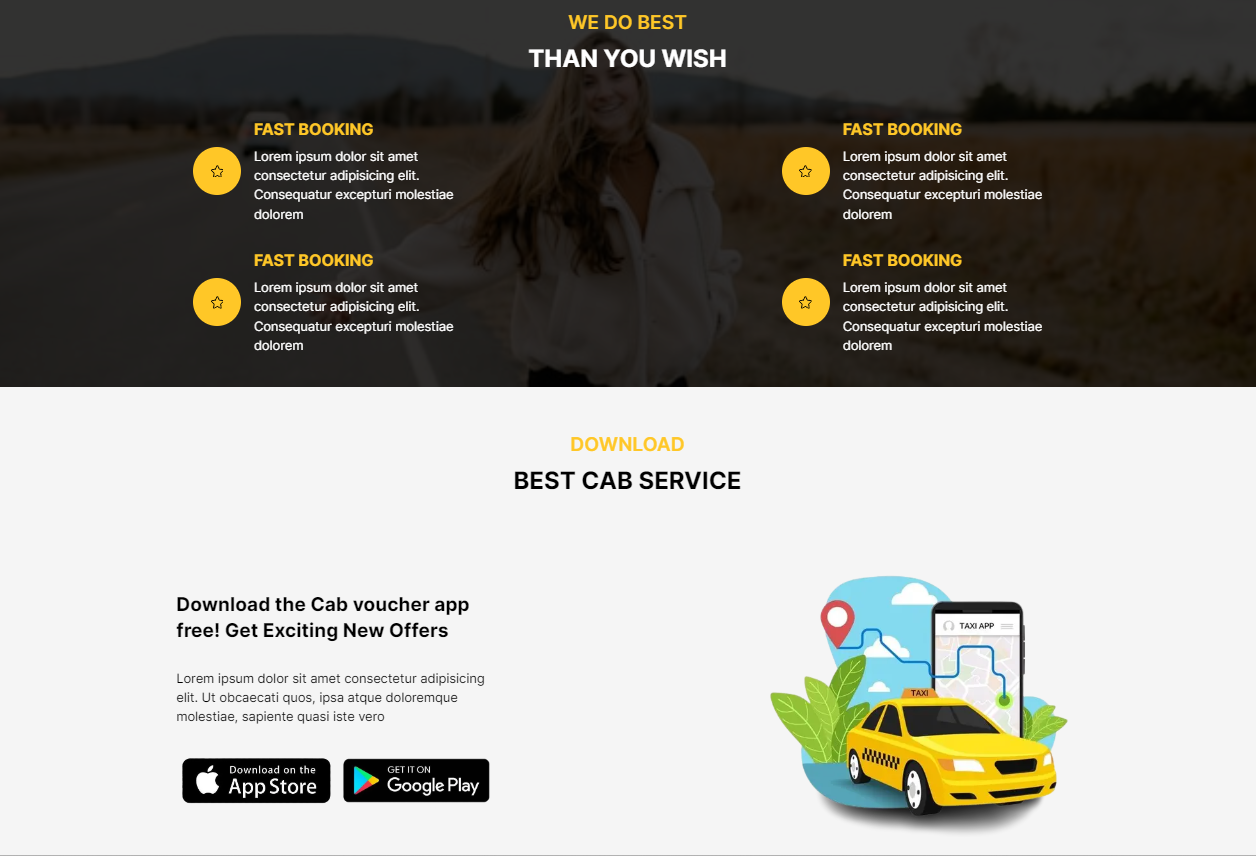 WE DO BEST
THAN YOU WISH
FAST BOOKING
Lorem ipsum dolor sit amet
consectetur adipisicing elit.
Consequatur excepturi molestiae
dolorem
FAST BOOKING
Lorem ipsum dolor sit amet
consectetur adipisicing elit.
Consequatur excepturi molestiae
dolorem
FAST BOOKING
Lorem ipsum dolor sit amet
consectetur adipisicing elit.
Consequatur excepturi molestiae
dolorem
FAST BOOKING
Lorem ipsum dolor sit amet
consectetur adipisicing elit.
Consequatur excepturi molestiae
dolorem
DOWNLOAD
BEST CAB SERVICE
Download the Cab voucher app
free! Get Exciting New Offers
Lorem ipsum dolor sit amet consectetur adipisicing
elit. Ut obcaecati quos, ipsa atque doloremque
molestiae, sapiente quasi iste vero
Download on the
App Store
GET IT ON
Google Play
TAXI APP
TAXI